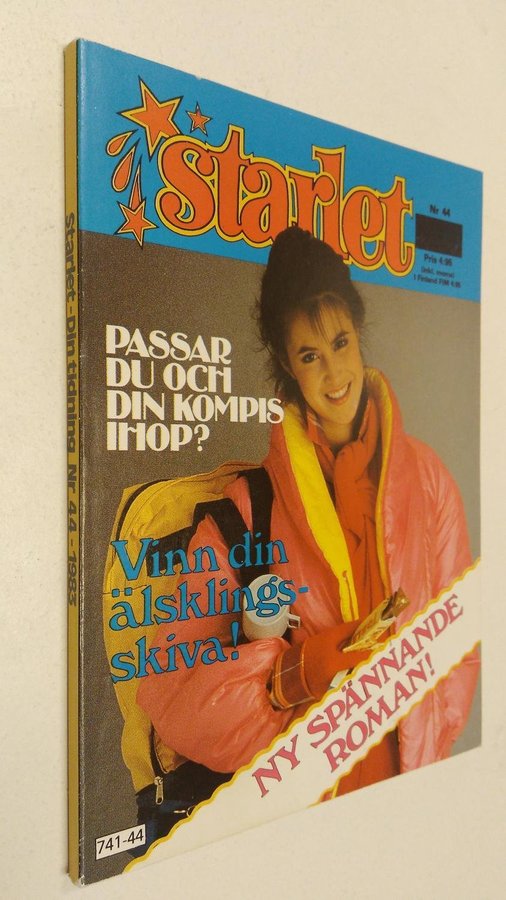 starlet
Nr 44
Pris 4:95
(inkl. moms)
I Finland FIM 4.95
PASSAR
DU OCH
DIN KOMPIS
IHOP?
Vinn din
älsklings-
skiva!
NY SPÄNNANDE
ROMAN!
741-44
Starlet - Din tidning Nr 44 - 1983